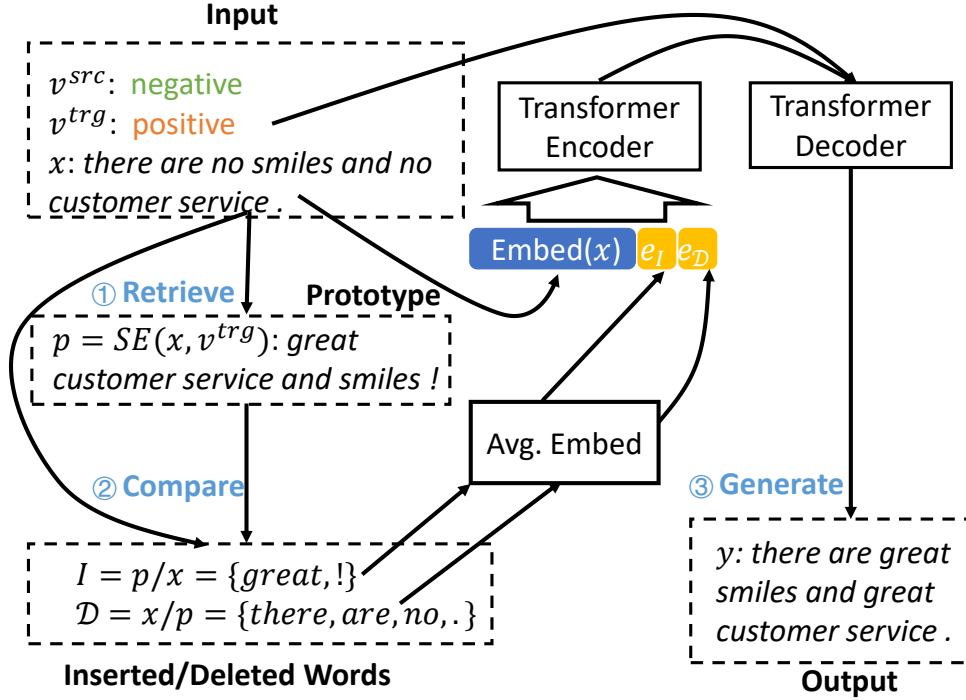 Input
v^{src}: negative
v^{trg}: positive
x: there are no smiles and no
customer service .
① Retrieve
Prototype
p = SE(x, v^{trg}): great
customer service and smiles !
② Compare
I = p/x = {great, !}
𝒟 = x/p = {there, are, no, .}
Inserted/Deleted Words
Avg. Embed
Embed(x) e_I e_𝒟
Transformer
Encoder
Transformer
Decoder
③ Generate
y: there are great
smiles and great
customer service .
Output